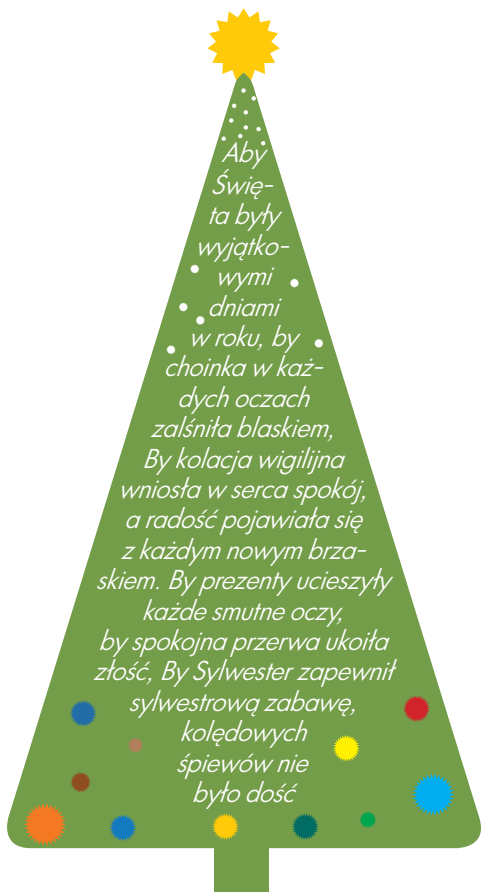 Aby
Świę-
ta były
wyjątko-
wymi
dniami
w roku, by
choinka w każ-
dych oczach
zalśniła blaskiem,
By kolacja wigilijna
wniosła w serca spokój,
a radość pojawiała się
z każdym nowym brza-
skiem. By prezenty ucieszyły
każde smutne oczy,
by spokojna przerwa ukoiła
złość, By Sylwester zapewnił
sylwestrową zabawę,
kolędowych
śpiewów nie
było dość